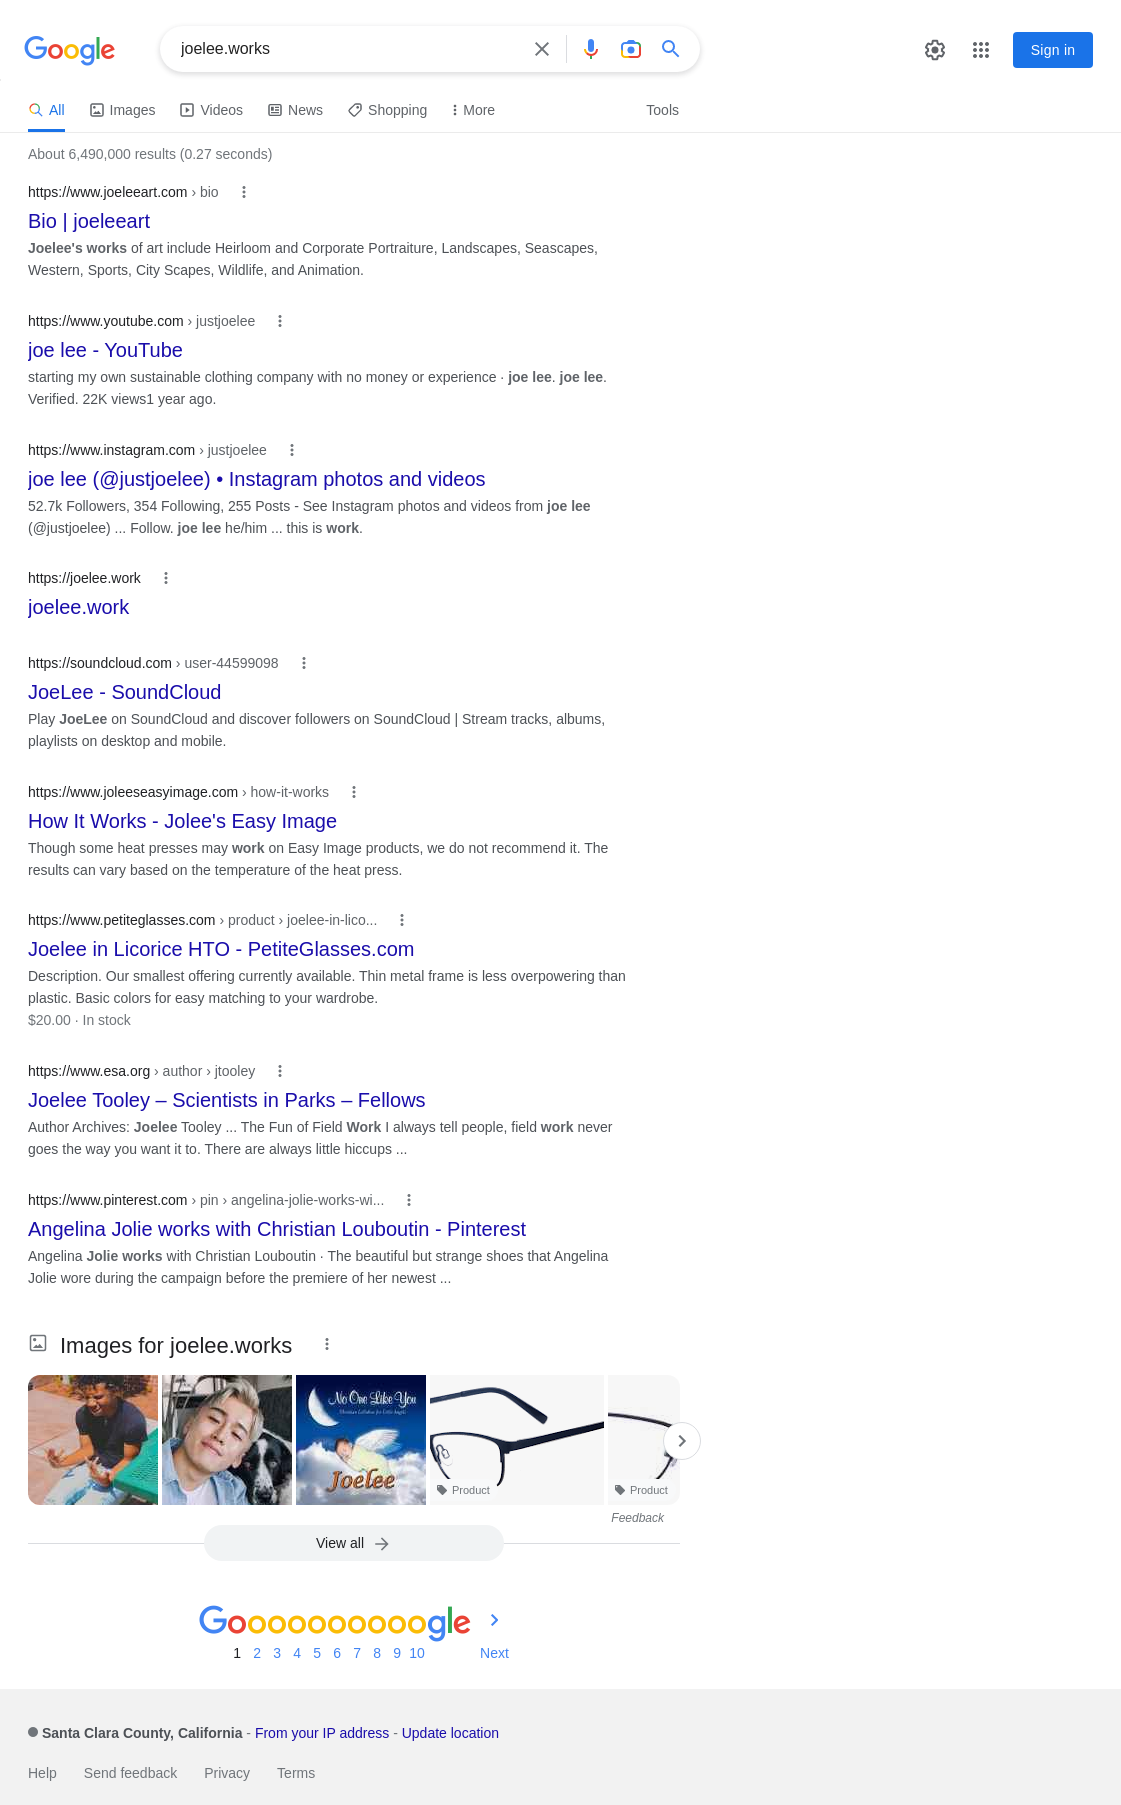 Google
joelee.works
Sign in
All Images Videos News Shopping More Tools
About 6,490,000 results (0.27 seconds)
https://www.joeleeart.com › bio
Bio | joeleeart
Joelee's works of art include Heirloom and Corporate Portraiture, Landscapes, Seascapes,
Western, Sports, City Scapes, Wildlife, and Animation.
https://www.youtube.com › justjoelee
joe lee - YouTube
starting my own sustainable clothing company with no money or experience · joe lee. joe lee.
Verified. 22K views1 year ago.
https://www.instagram.com › justjoelee
joe lee (@justjoelee) • Instagram photos and videos
52.7k Followers, 354 Following, 255 Posts - See Instagram photos and videos from joe lee
(@justjoelee) ... Follow. joe lee he/him ... this is work.
https://joelee.work
joelee.work
https://soundcloud.com › user-44599098
JoeLee - SoundCloud
Play JoeLee on SoundCloud and discover followers on SoundCloud | Stream tracks, albums,
playlists on desktop and mobile.
https://www.joleeseasyimage.com › how-it-works
How It Works - Jolee's Easy Image
Though some heat presses may work on Easy Image products, we do not recommend it. The
results can vary based on the temperature of the heat press.
https://www.petiteglasses.com › product › joelee-in-lico...
Joelee in Licorice HTO - PetiteGlasses.com
Description. Our smallest offering currently available. Thin metal frame is less overpowering than
plastic. Basic colors for easy matching to your wardrobe.
$20.00 · In stock
https://www.esa.org › author › jtooley
Joelee Tooley – Scientists in Parks – Fellows
Author Archives: Joelee Tooley ... The Fun of Field Work I always tell people, field work never
goes the way you want it to. There are always little hiccups ...
https://www.pinterest.com › pin › angelina-jolie-works-wi...
Angelina Jolie works with Christian Louboutin - Pinterest
Angelina Jolie works with Christian Louboutin · The beautiful but strange shoes that Angelina
Jolie wore during the campaign before the premiere of her newest ...
Images for joelee.works
No One Like You
Christian Lullabies for Little Angels
Joelee
Product
Product
Feedback
View all
Goooooooooogle
1 2 3 4 5 6 7 8 9 10 Next
Santa Clara County, California - From your IP address - Update location
Help Send feedback Privacy Terms